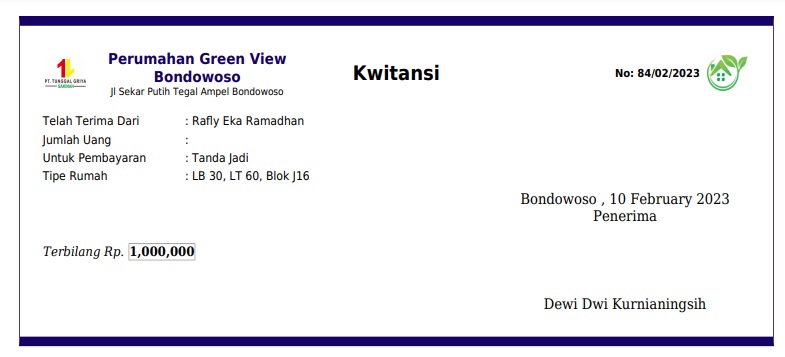 Perumahan Green View
Bondowoso
Jl Sekar Putih Tegal Ampel Bondowoso
PT. TUNGGAL GRIYA
SAKINAH
Kwitansi
No: 84/02/2023
Telah Terima Dari : Rafly Eka Ramadhan
Jumlah Uang :
Untuk Pembayaran : Tanda Jadi
Tipe Rumah : LB 30, LT 60, Blok J16
Bondowoso , 10 February 2023
Penerima
Terbilang Rp. 1,000,000
Dewi Dwi Kurnianingsih